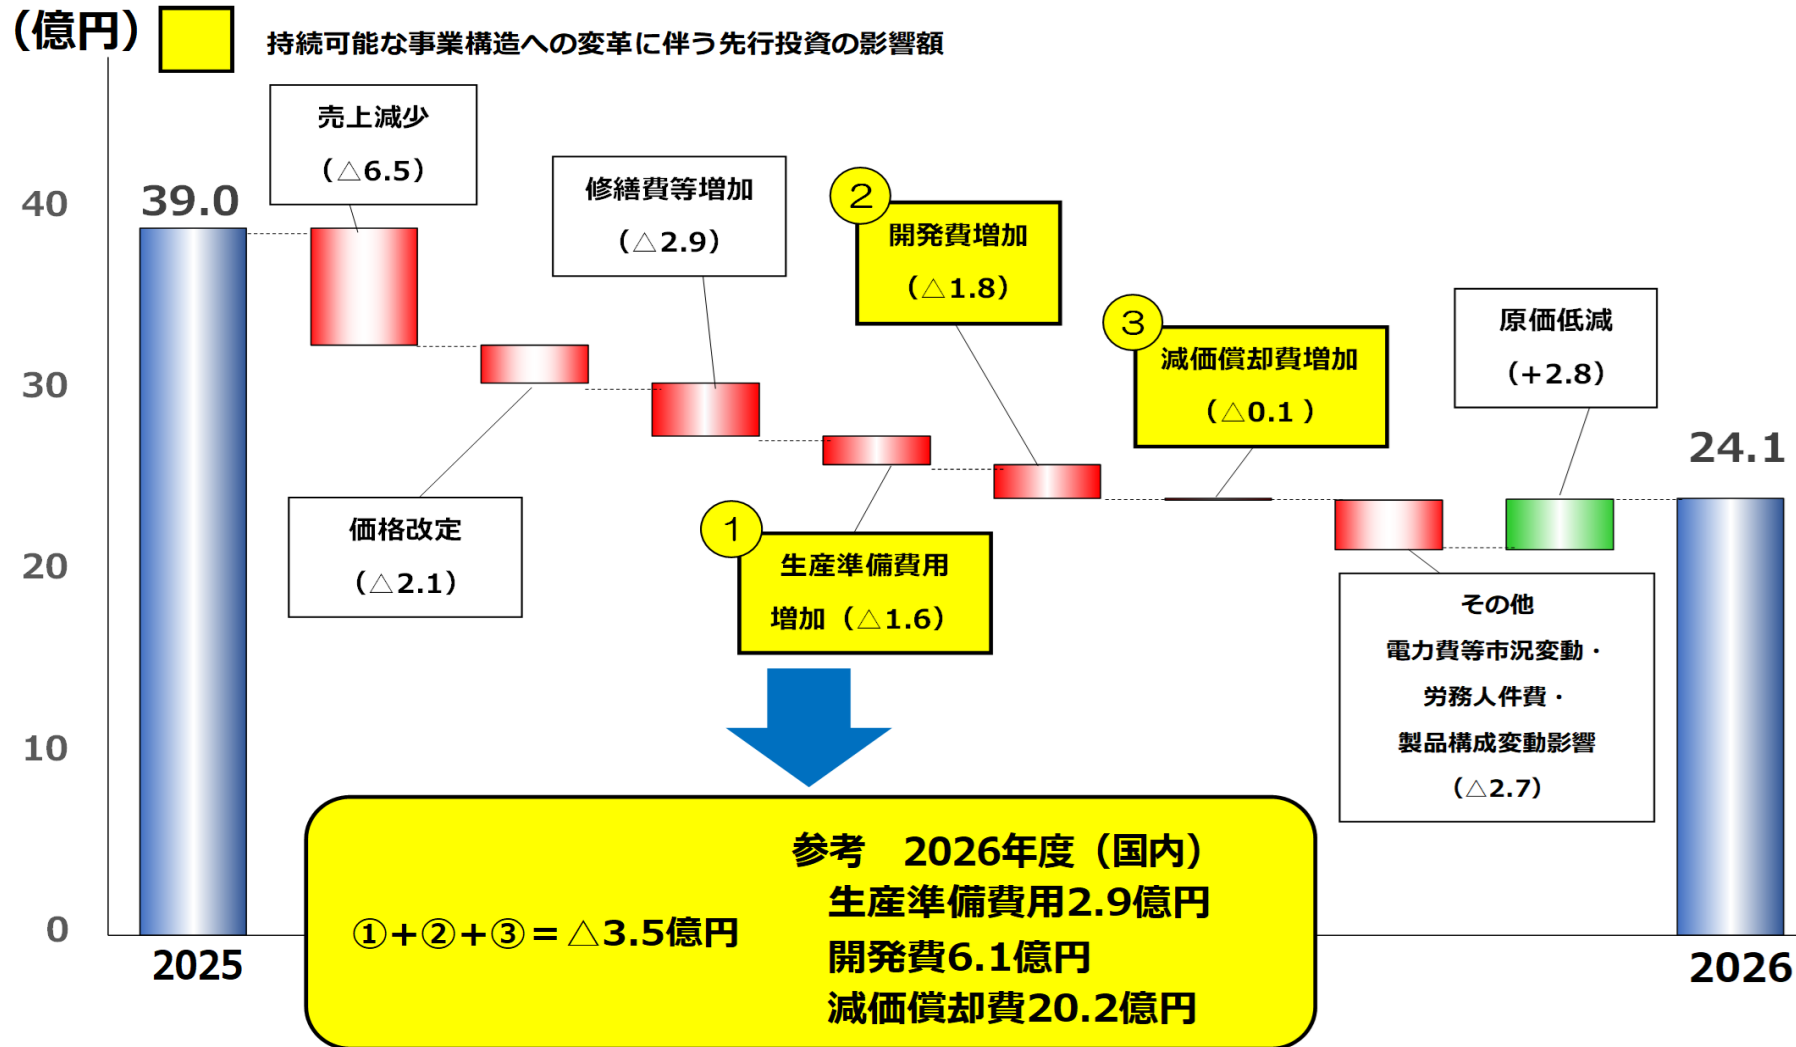 （億円）
持続可能な事業構造への変革に伴う先行投資の影響額
40
30
20
10
0
39.0
2025
売上減少
（△6.5）
価格改定
（△2.1）
修繕費等増加
（△2.9）
①
生産準備費用
増加（△1.6）
②
開発費増加
（△1.8）
③
減価償却費増加
（△0.1 ）
その他
電力費等市況変動・
労務人件費・
製品構成変動影響
（△2.7）
原価低減
（+2.8）
24.1
2026
①+②+③＝△3.5億円
参考　2026年度（国内）
生産準備費用2.9億円
開発費6.1億円
減価償却費20.2億円